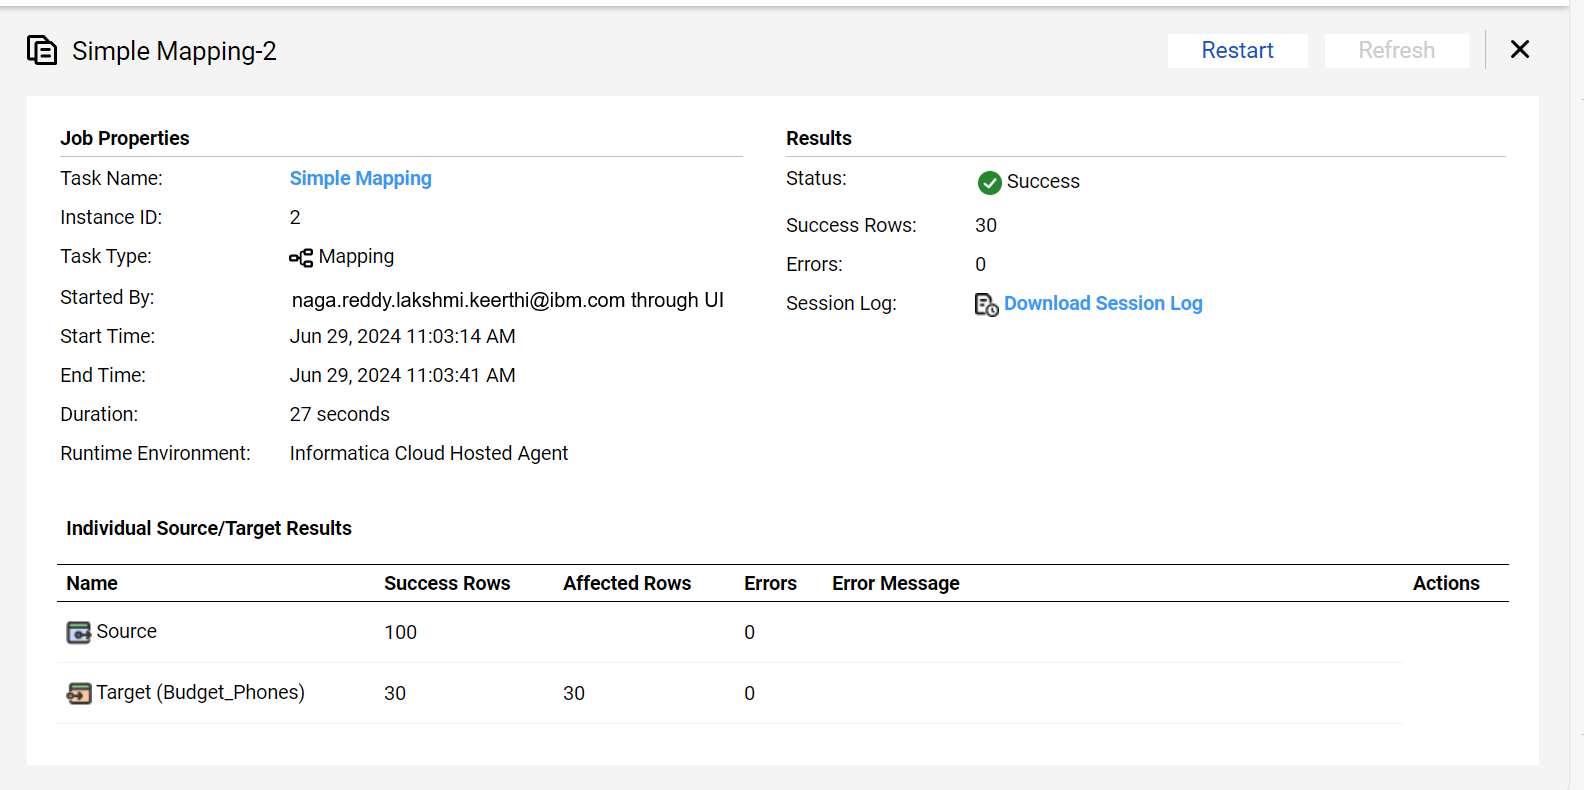 Simple Mapping-2
Restart
Refresh
Job Properties
Task Name: Simple Mapping
Instance ID: 2
Task Type: Mapping
Started By: naga.reddy.lakshmi.keerthi@ibm.com through UI
Start Time: Jun 29, 2024 11:03:14 AM
End Time: Jun 29, 2024 11:03:41 AM
Duration: 27 seconds
Runtime Environment: Informatica Cloud Hosted Agent
Results
Status: Success
Success Rows: 30
Errors: 0
Session Log: Download Session Log
Individual Source/Target Results
Name Success Rows Affected Rows Errors Error Message Actions
Source 100 0
Target (Budget_Phones) 30 30 0